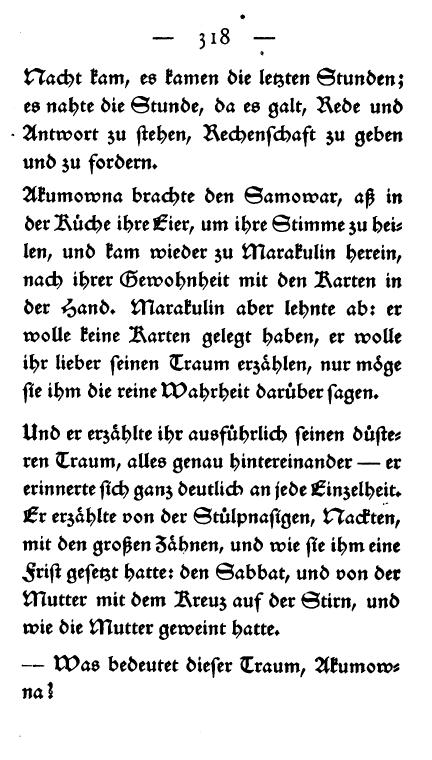 — 318 —
Nacht kam, es kamen die letzten Stunden;
es nahte die Stunde, da es galt, Rede und
Antwort zu stehen, Rechenschaft zu geben
und zu fordern.
Akumowna brachte den Samowar, aß in
der Küche ihre Eier, um ihre Stimme zu hei-
len, und kam wieder zu Marakulin herein,
nach ihrer Gewohnheit mit den Karten in
der Hand. Marakulin aber lehnte ab: er
wolle keine Karten gelegt haben, er wolle
ihr lieber seinen Traum erzählen, nur möge
sie ihm die reine Wahrheit darüber sagen.
Und er erzählte ihr ausführlich seinen düste-
ren Traum, alles genau hintereinander — er
erinnerte sich ganz deutlich an jede Einzelheit.
Er erzählte von der Stülpnasigen, Nackten,
mit den großen Zähnen, und wie sie ihm eine
Frist gesetzt hatte: den Sabbat, und von der
Mutter mit dem Kreuz auf der Stirn, und
wie die Mutter geweint hatte.
— Was bedeutet dieser Traum, Akumow-
na?